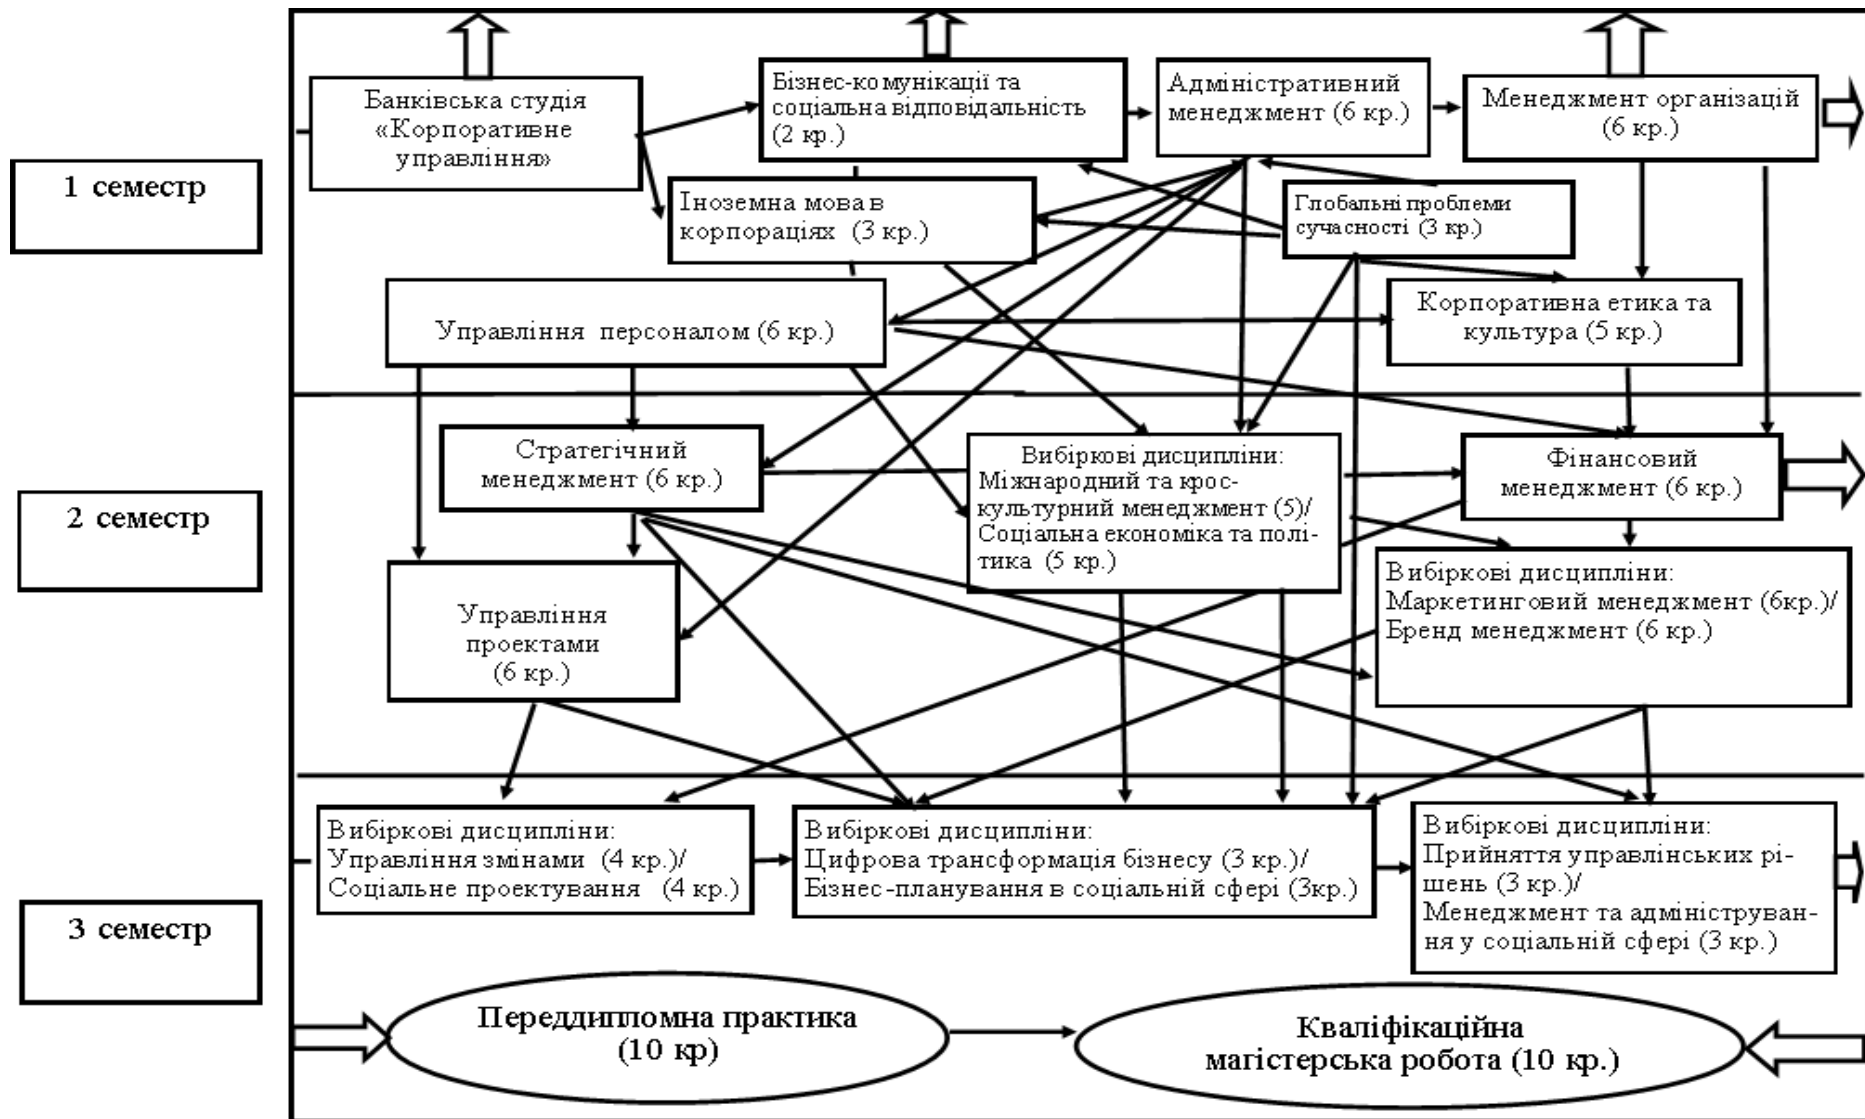 1 семестр
Банківська студія
«Корпоративне
управління»
Бізнес-комунікації та
соціальна відповідальність
(2 кр.)
Адміністративний
менеджмент (6 кр.)
Менеджмент організацій
(6 кр.)
Іноземна мова в
корпораціях (3 кр.)
Глобальні проблеми
сучасності (3 кр.)
Управління персоналом (6 кр.)
Корпоративна етика та
культура (5 кр.)
2 семестр
Стратегічний
менеджмент (6 кр.)
Вибіркові дисципліни:
Міжнародний та крос-
культурний менеджмент (5)/
Соціальна економіка та полі-
тика (5 кр.)
Фінансовий
менеджмент (6 кр.)
Управління
проектами
(6 кр.)
Вибіркові дисципліни:
Маркетинговий менеджмент (6кр.)/
Бренд менеджмент (6 кр.)
3 семестр
Вибіркові дисципліни:
Управління змінами (4 кр.)/
Соціальне проектування (4 кр.)
Вибіркові дисципліни:
Цифрова трансформація бізнесу (3 кр.)/
Бізнес-планування в соціальній сфері (3кр.)
Вибіркові дисципліни:
Прийняття управлінських рі-
шень (3 кр.)/
Менеджмент та адмініструван-
ня у соціальній сфері (3 кр.)
Переддипломна практика
(10 кр)
Кваліфікаційна
магістерська робота (10 кр.)